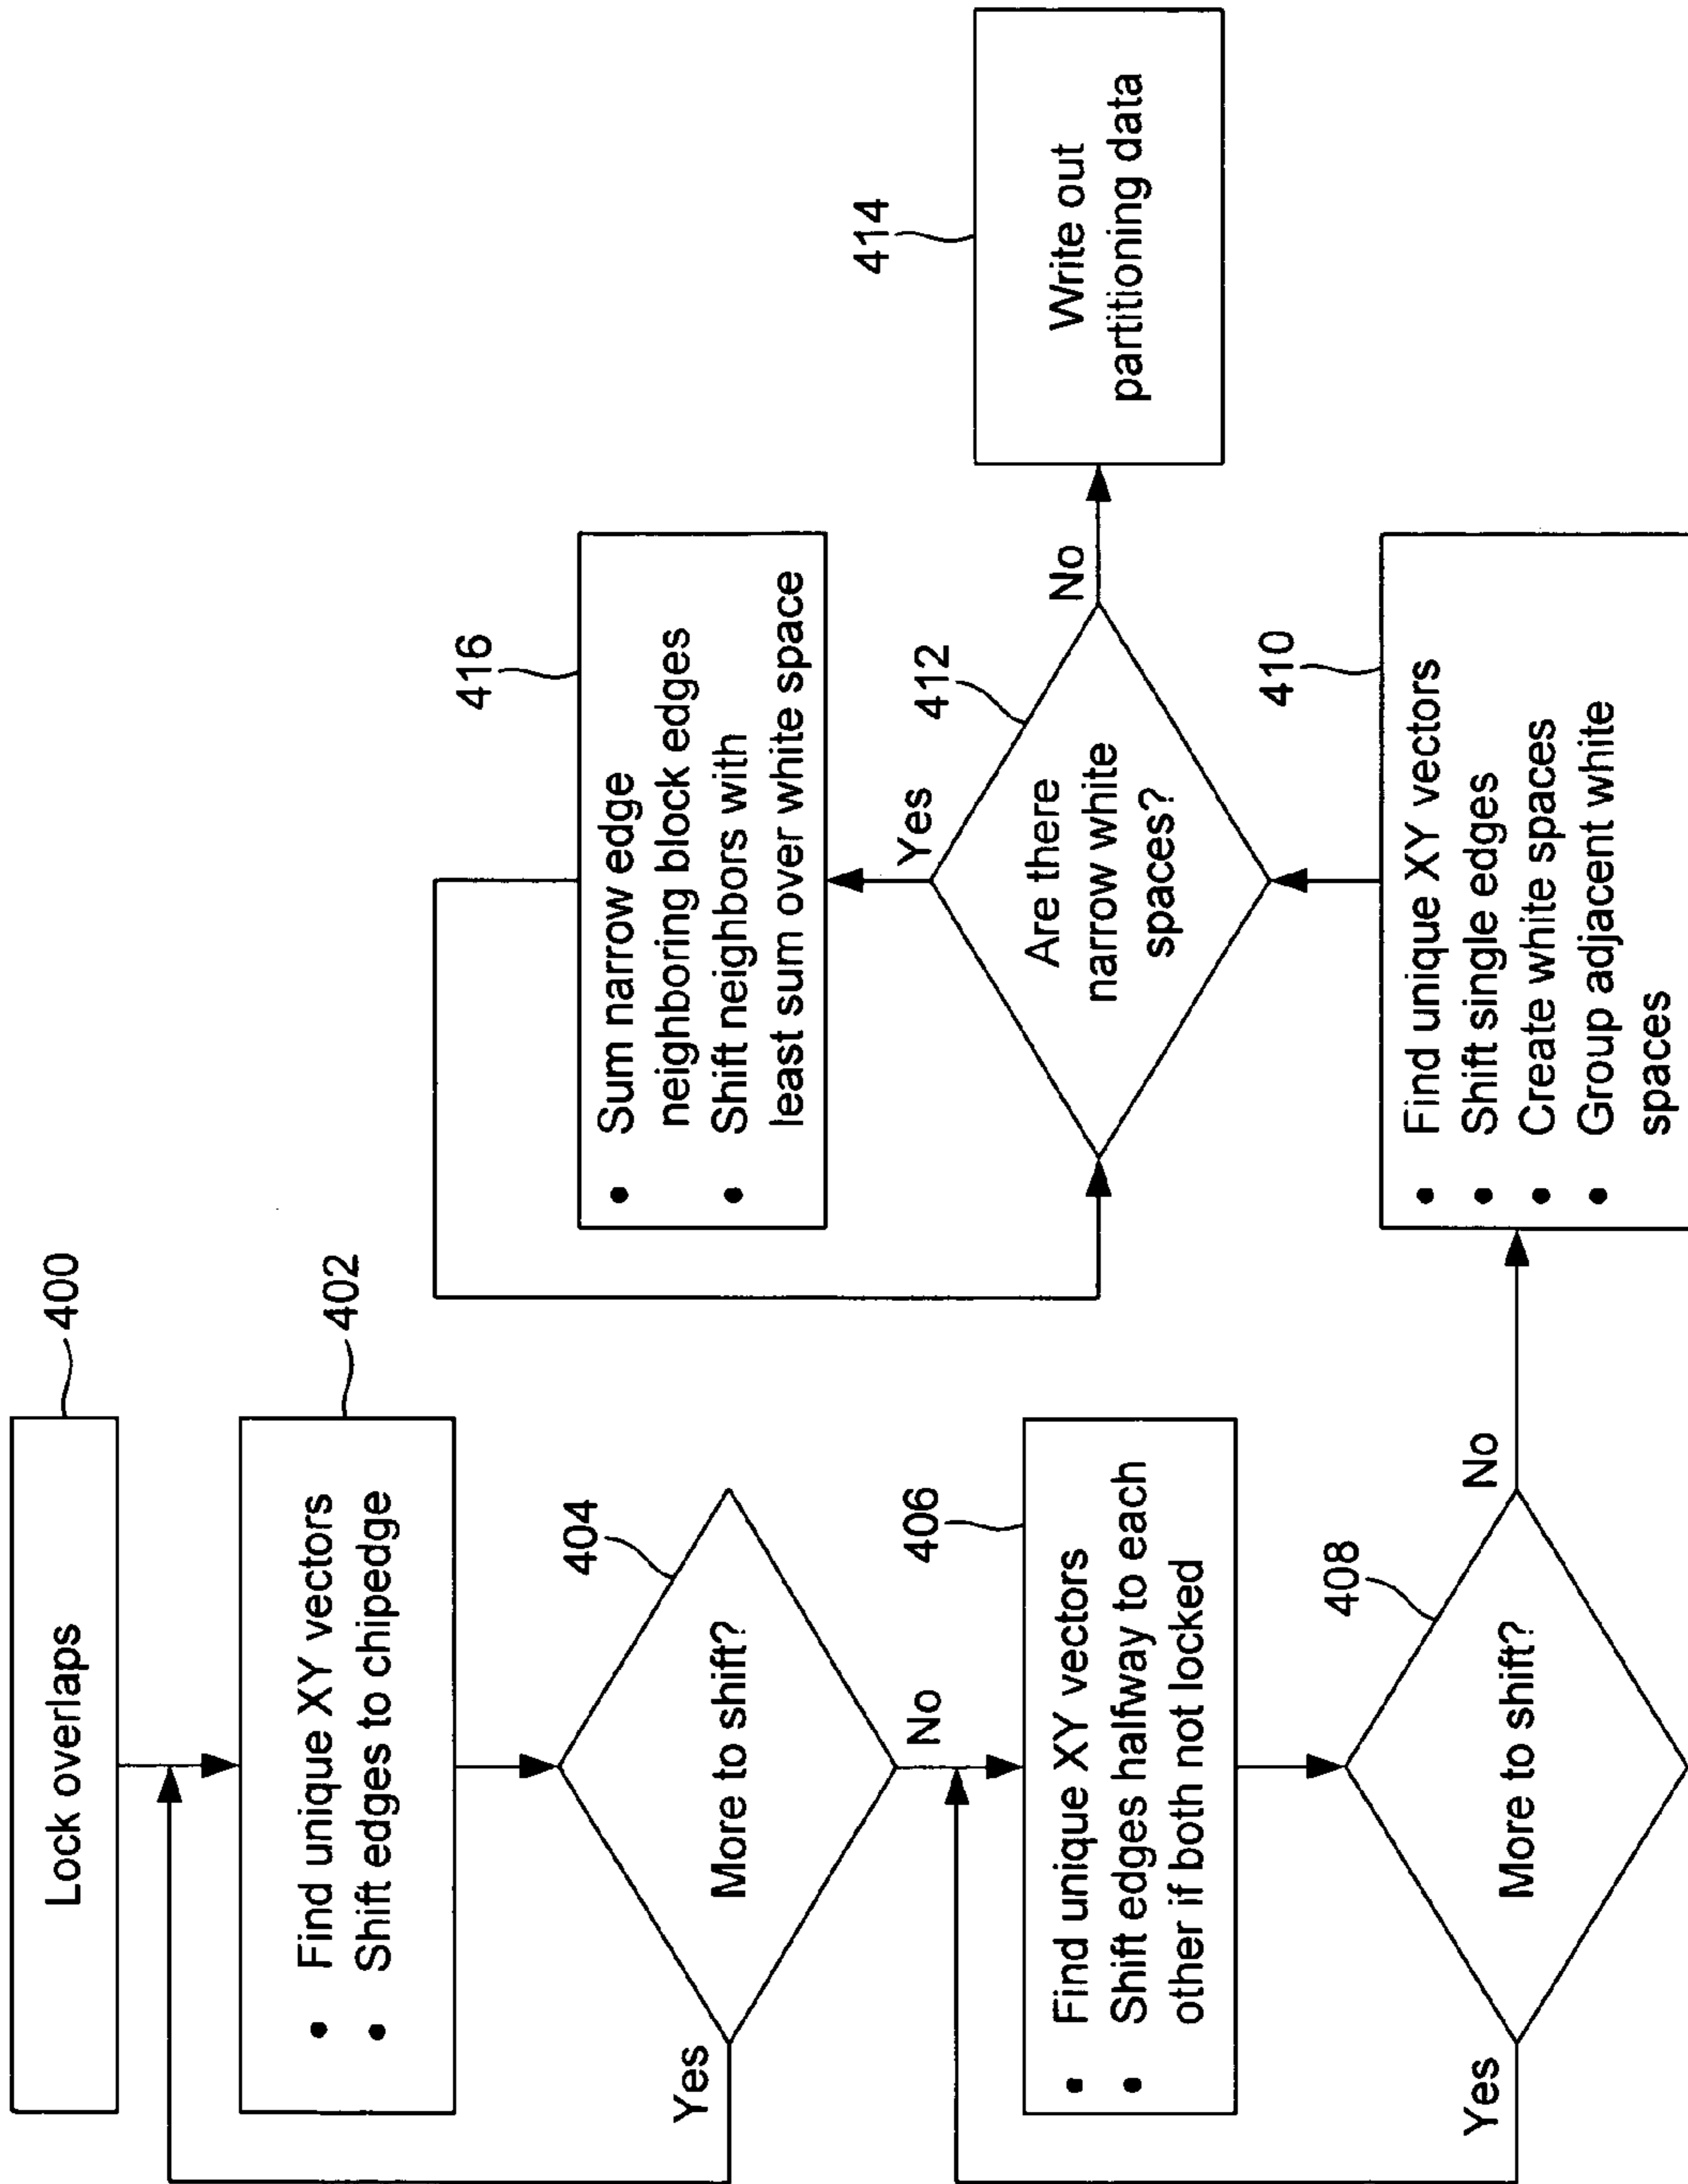 Lock overlaps
400
• Find unique XY vectors
• Shift edges to chipedge
402
More to shift?
404
Yes
No
• Find unique XY vectors
• Shift edges halfway to each
other if both not locked
406
More to shift?
408
Yes
No
• Find unique XY vectors
• Shift single edges
• Create white spaces
• Group adjacent white
spaces
410
Are there
narrow white
spaces?
412
Yes
No
• Sum narrow edge
neighboring block edges
• Shift neighbors with
least sum over white space
416
Write out
partitioning data
414